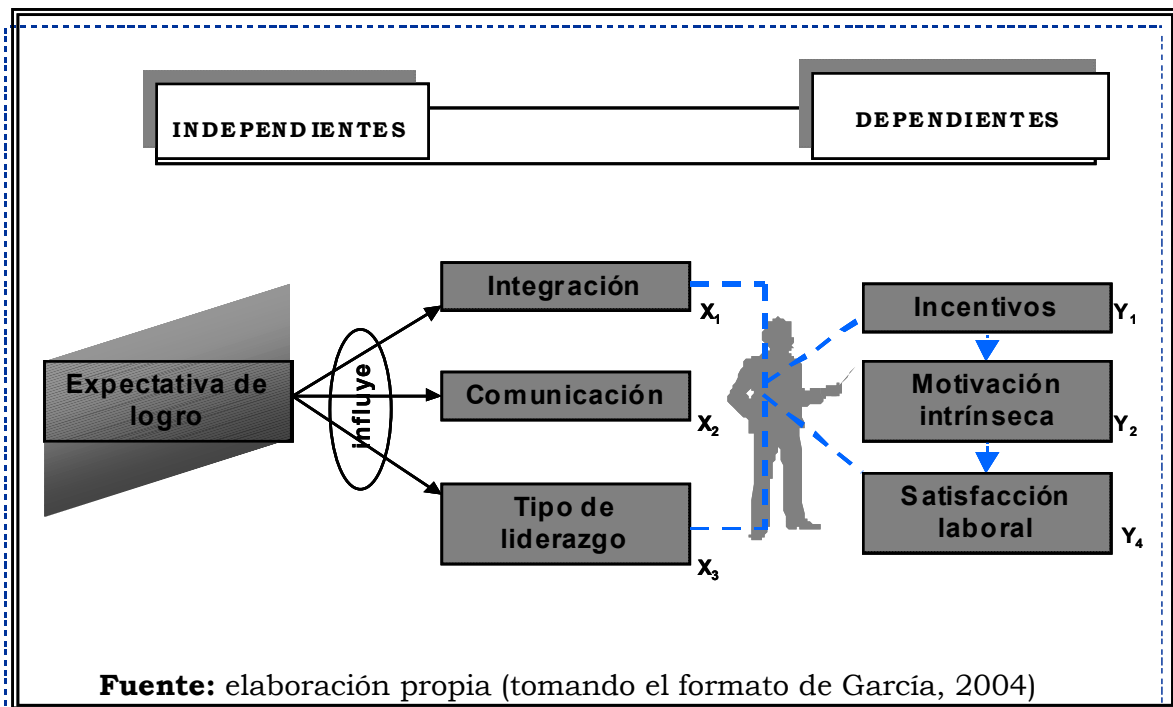 INDEPENDIENTES
DEPENDIENTES
Expectativa de
logro
influye
Integración
X₁
Comunicación
X₂
Tipo de
liderazgo
X₃
Incentivos
Y₁
Motivación
intrínseca
Y₂
Satisfacción
laboral
Y₄
Fuente: elaboración propia (tomando el formato de García, 2004)